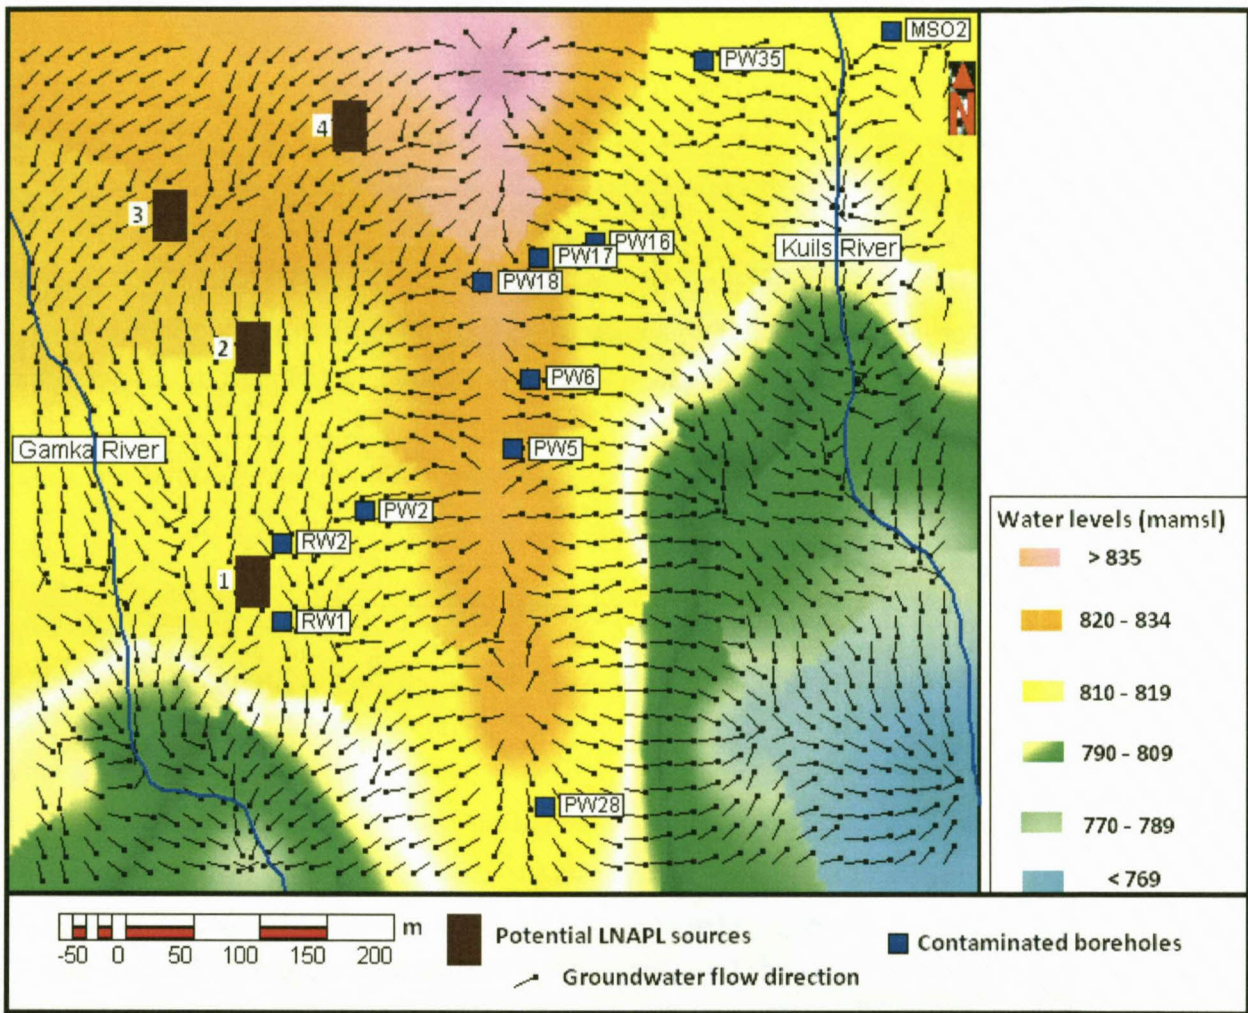 MSO2
PW35
N
4
3
PW16
PW17
Kuils River
PW18
2
PW6
Gamka River
PW5
PW2
RW2
1
RW1
PW28
Water levels (mamsl)
> 835
820 - 834
810 - 819
790 - 809
770 - 789
< 769
-50 0 50 100 150 200 m
Potential LNAPL sources
Contaminated boreholes
Groundwater flow direction